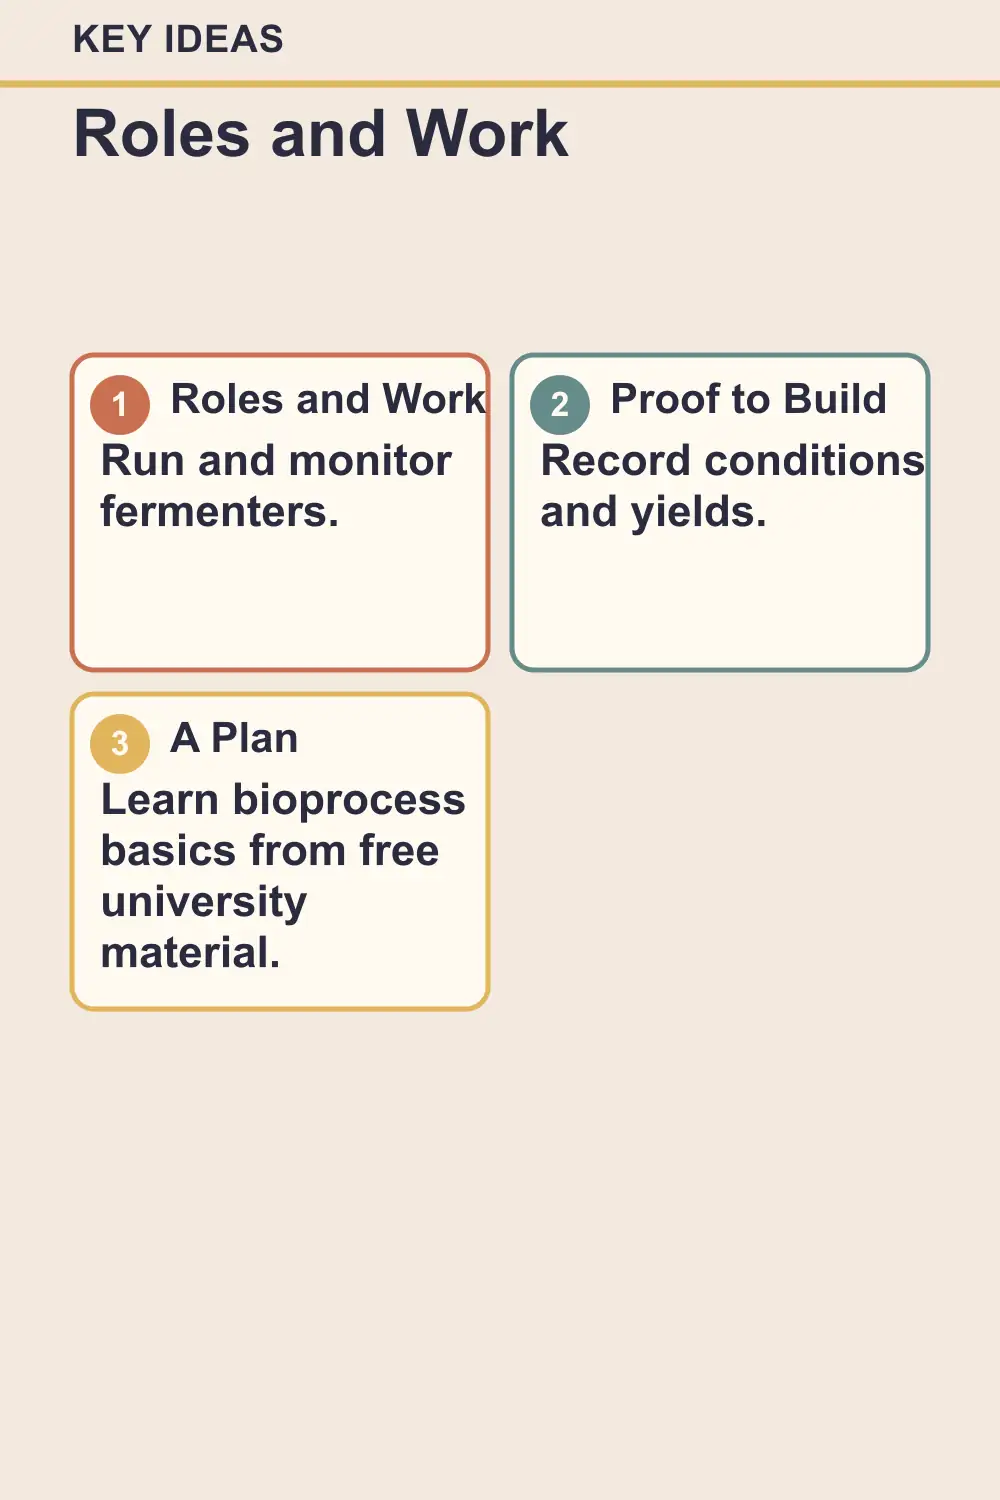 KEY IDEAS
Roles and Work
1 Roles and Work
Run and monitor
fermenters.
2 Proof to Build
Record conditions
and yields.
3 A Plan
Learn bioprocess
basics from free
university
material.